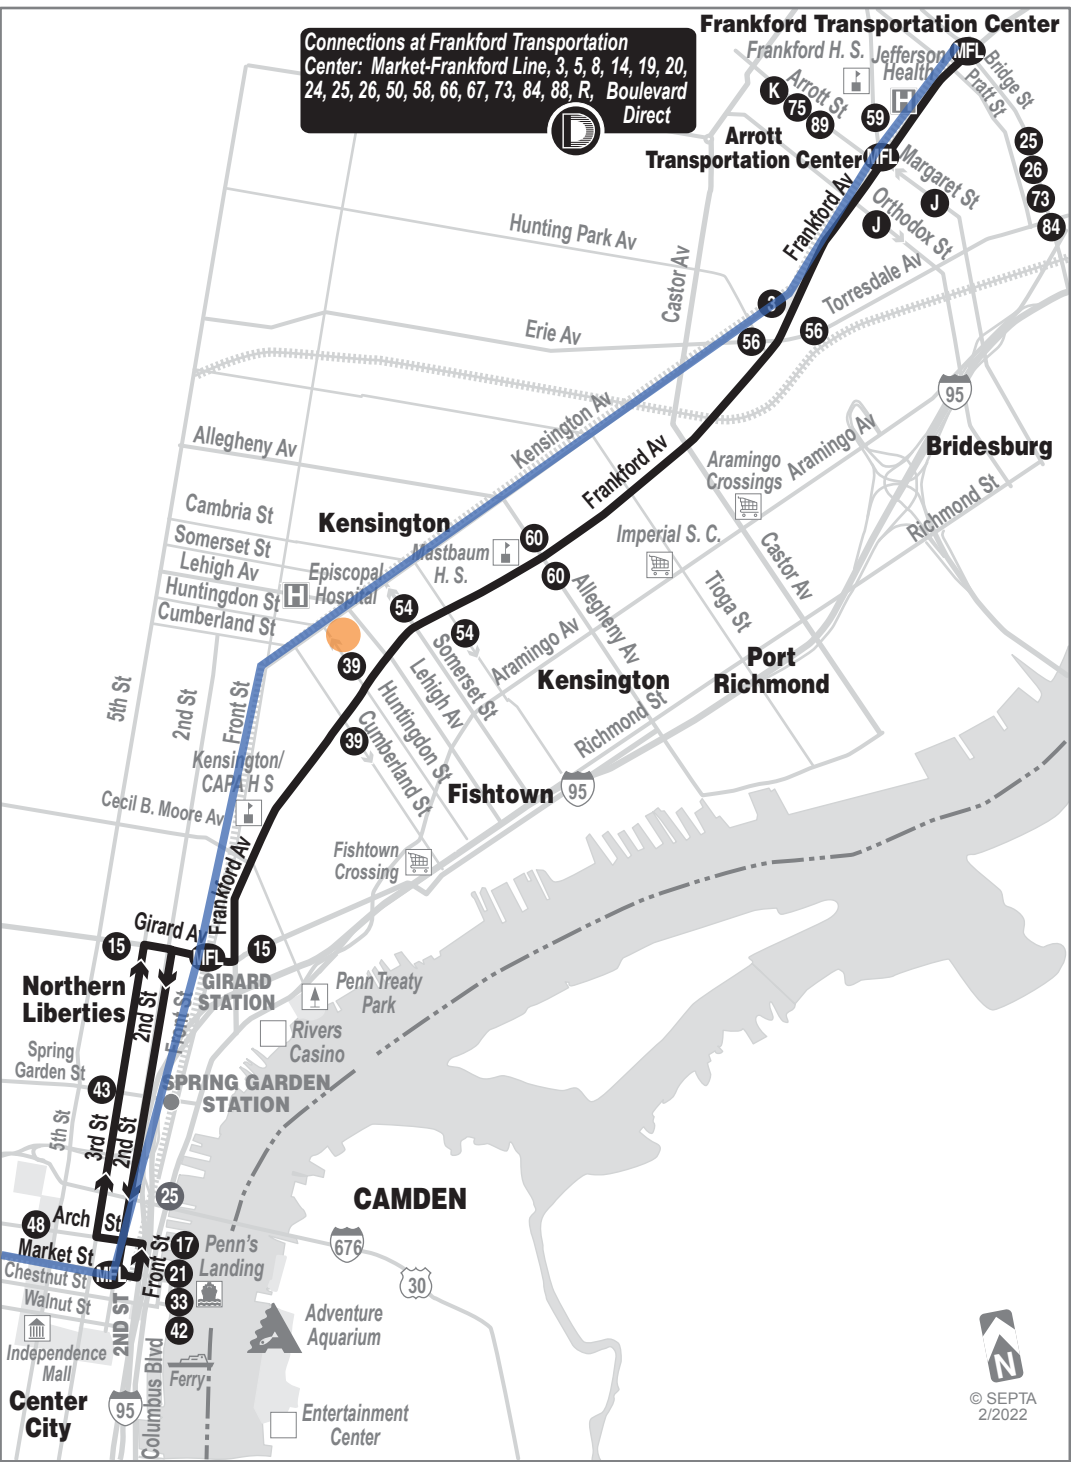 Frankford Transportation Center
Connections at Frankford Transportation
Center: Market-Frankford Line, 3, 5, 8, 14, 19, 20,
24, 25, 26, 50, 58, 66, 67, 73, 84, 88, R, Boulevard
Direct
D
Frankford H. S.
Jefferson
Health
H
MFL
Bridge St
Pratt St
K
75
89
Arrott St
59
Arrott
Transportation Center
MFL
Margaret St
J
Orthodox St
J
25
26
73
84
Frankford Av
Hunting Park Av
Castor Av
Torresdale Av
3
56
56
Erie Av
95
Kensington Av
Allegheny Av
Frankford Av
Aramingo Av
Bridesburg
Aramingo
Crossings
Richmond St
Cambria St
Kensington
Somerset St
Mastbaum
H. S.
60
Imperial S. C.
Lehigh Av
Episcopal
Hospital
H
60
Castor Av
Huntingdon St
Allegheny Av
Tioga St
Cumberland St
54
54
Aramingo Av
39
Somerset St
Lehigh Av
Kensington
Port
Richmond
5th St
2nd St
Front St
Huntingdon St
Richmond St
39
Cumberland St
Kensington/
CAPA H S
Cecil B. Moore Av
Fishtown
95
Fishtown
Crossing
Frankford Av
Girard Av
15
MFL
15
GIRARD
STATION
Northern
Liberties
2nd St
Front St
Penn Treaty
Park
Rivers
Casino
Spring
Garden St
43
SPRING GARDEN
STATION
5th St
3rd St
2nd St
25
CAMDEN
48
Arch St
Market St
Front St
17
Penn's
Landing
676
Chestnut St
MFL
21
30
Walnut St
33
2ND ST
42
Adventure
Aquarium
Independence
Mall
Columbus Blvd
Ferry
Center
City
95
Entertainment
Center
N
© SEPTA
2/2022